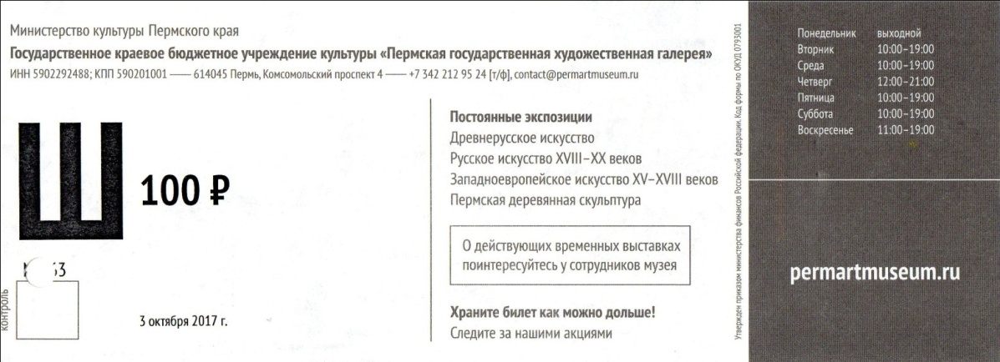 Министерство культуры Пермского края
Государственное краевое бюджетное учреждение культуры «Пермская государственная художественная галерея»
ИНН 5902292488; КПП 590201001 —— 614045 Пермь, Комсомольский проспект 4 —— +7 342 212 95 24 [т/ф], contact@permartmuseum.ru
Ш
100 ₽
контроль
3 октября 2017 г.
Постоянные экспозиции
Древнерусское искусство
Русское искусство XVIII–XX веков
Западноевропейское искусство XV–XVIII веков
Пермская деревянная скульптура
О действующих временных выставках
поинтересуйтесь у сотрудников музея
Храните билет как можно дольше!
Следите за нашими акциями
Утвержден приказом министерства финансов Российской федерации. Код формы по ОКУД 0793001
Понедельник выходной
Вторник 10:00–19:00
Среда 10:00–19:00
Четверг 12:00–21:00
Пятница 10:00–19:00
Суббота 10:00–19:00
Воскресенье 11:00–19:00
permartmuseum.ru